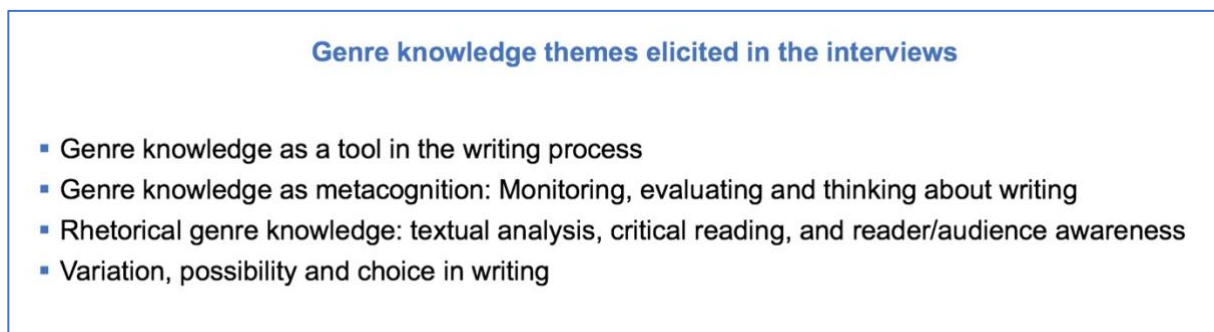 Genre knowledge themes elicited in the interviews
▪ Genre knowledge as a tool in the writing process
▪ Genre knowledge as metacognition: Monitoring, evaluating and thinking about writing
▪ Rhetorical genre knowledge: textual analysis, critical reading, and reader/audience awareness
▪ Variation, possibility and choice in writing